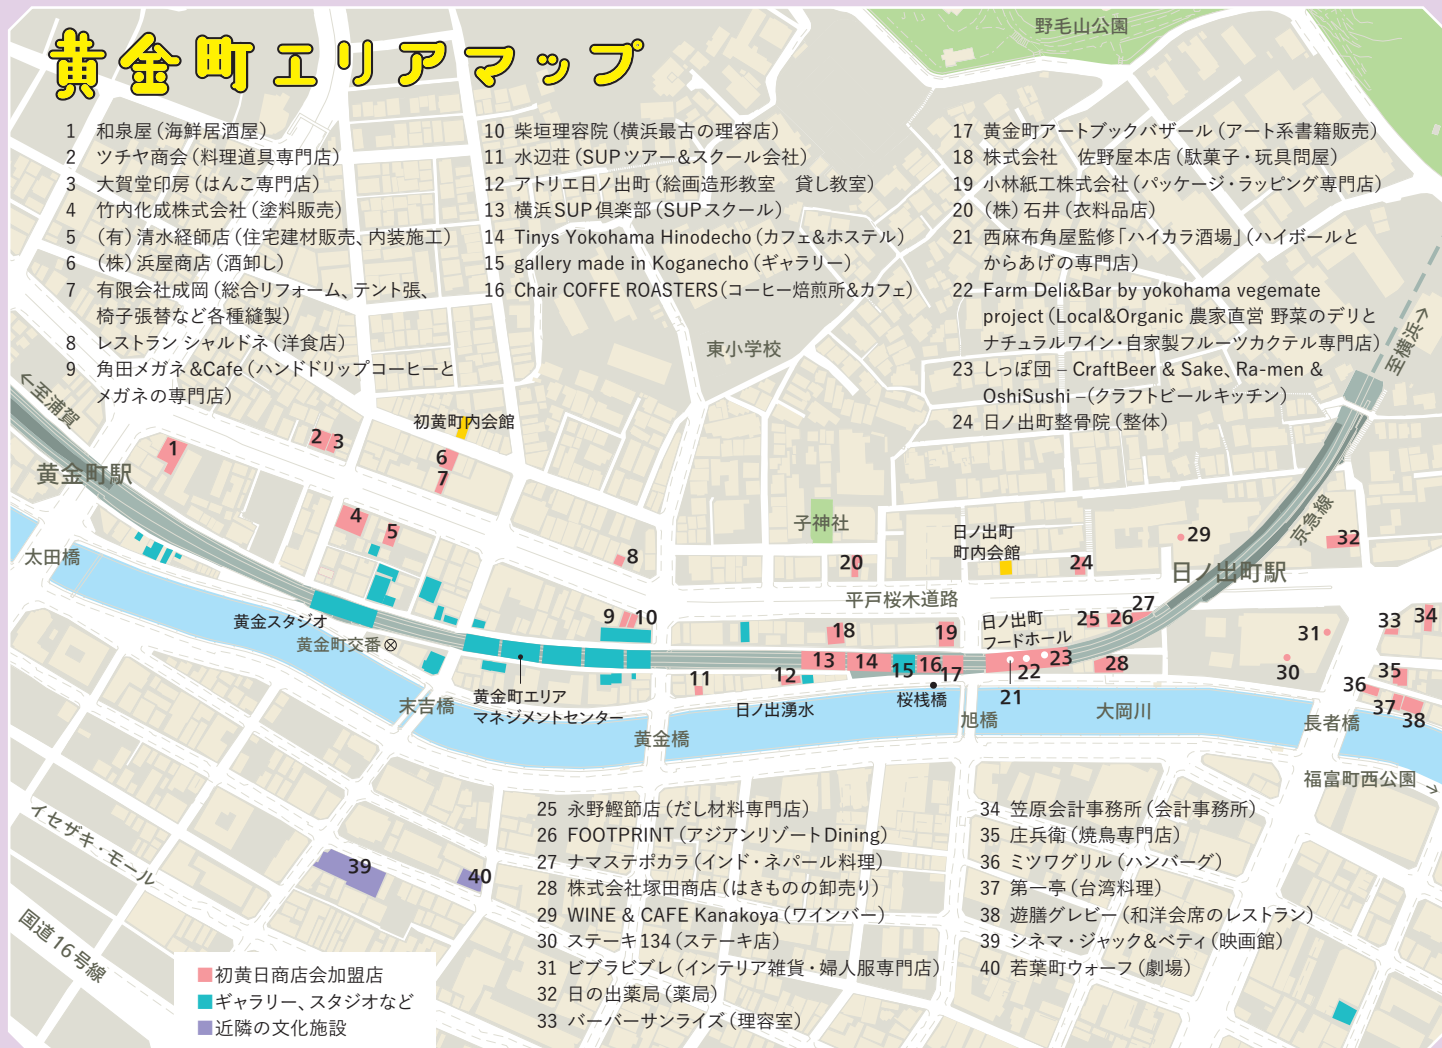 黄金町エリアマップ
野毛山公園
1 和泉屋（海鮮居酒屋）
2 ツチヤ商会（料理道具専門店）
3 大賀堂印房（はんこ専門店）
4 竹内化成株式会社（塗料販売）
5 （有）清水経師店（住宅建材販売、内装施工）
6 （株）浜屋商店（酒卸し）
7 有限会社成岡（総合リフォーム、テント張、
椅子張替など各種縫製）
8 レストラン シャルドネ（洋食店）
9 角田メガネ&Cafe（ハンドドリップコーヒーと
メガネの専門店）
10 柴垣理容院（横浜最古の理容店）
11 水辺荘（SUPツアー&スクール会社）
12 アトリエ日ノ出町（絵画造形教室　貸し教室）
13 横浜SUP倶楽部（SUPスクール）
14 Tinys Yokohama Hinodecho（カフェ&ホステル）
15 gallery made in Koganecho（ギャラリー）
16 Chair COFFE ROASTERS（コーヒー焙煎所&カフェ）
17 黄金町アートブックバザール（アート系書籍販売）
18 株式会社　佐野屋本店（駄菓子・玩具問屋）
19 小林紙工株式会社（パッケージ・ラッピング専門店）
20 （株）石井（衣料品店）
21 西麻布角屋監修「ハイカラ酒場」（ハイボールと
からあげの専門店）
22 Farm Deli&Bar by yokohama vegemate
project（Local&Organic 農家直営 野菜のデリと
ナチュラルワイン・自家製フルーツカクテル専門店）
23 しっぽ団 – CraftBeer & Sake、Ra-men &
OshiSushi –（クラフトビールキッチン）
24 日ノ出町整骨院（整体）
東小学校
至横浜→
←至浦賀
初黄町内会館
黄金町駅
1
2
3
6
7
4
5
8
太田橋
子神社
日ノ出町
町内会館
京急線
29
32
20
24
日ノ出町駅
平戸桜木道路
黄金スタジオ
黄金町交番
9
10
18
19
日ノ出町
フードホール
25
26
27
33
34
31
13
14
15
16
17
23
22
28
30
35
11
12
21
36
37
38
末吉橋
黄金町エリア
マネジメントセンター
日ノ出湧水
桜桟橋
旭橋
大岡川
長者橋
黄金橋
福富町西公園
→
イセザキ・モール
国道16号線
39
40
25 永野鰹節店（だし材料専門店）
26 FOOTPRINT（アジアンリゾートDining）
27 ナマステポカラ（インド・ネパール料理）
28 株式会社塚田商店（はきものの卸売り）
29 WINE & CAFE Kanakoya（ワインバー）
30 ステーキ134（ステーキ店）
31 ビブラビブレ（インテリア雑貨・婦人服専門店）
32 日の出薬局（薬局）
33 バーバーサンライズ（理容室）
34 笠原会計事務所（会計事務所）
35 庄兵衛（焼鳥専門店）
36 ミツワグリル（ハンバーグ）
37 第一亭（台湾料理）
38 遊膳グレビー（和洋会席のレストラン）
39 シネマ・ジャック&ベティ（映画館）
40 若葉町ウォーフ（劇場）
初黄日商店会加盟店
ギャラリー、スタジオなど
近隣の文化施設